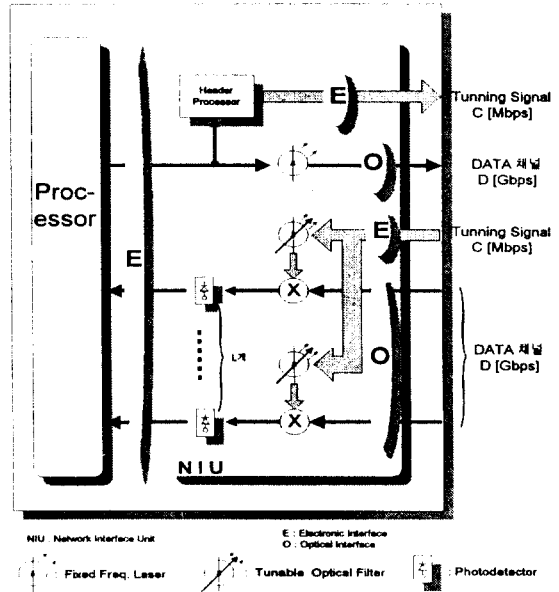 Header
Processor
E
Tunning Signal
C [Mbps]
O
DATA 채널
D [Gbps]
Proc-
essor
E
E
Tunning Signal
C [Mbps]
X
L개
O
DATA 채널
D [Gbps]
X
N I U
NIU : Network Interface Unit
E : Electronic Interface
O : Optical Interface
: Fixed Freq. Laser
: Tunable Optical Filter
: Photodetector